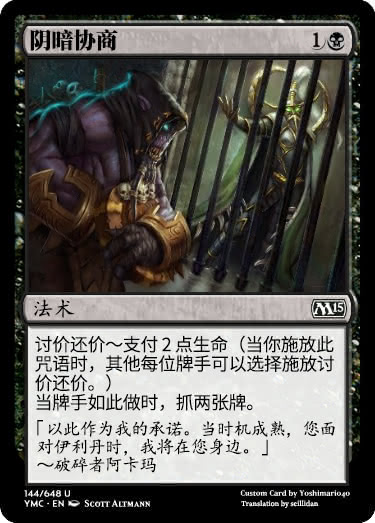 阴暗协商 1
法术 M15
讨价还价～支付2点生命（当你施放此
咒语时，其他每位牌手可以选择施放讨
价还价。）
当牌手如此做时，抓两张牌。
「以此作为我的承诺。当时机成熟，您面
对伊利丹时，我将在您身边。」
～破碎者阿卡玛
144/648 U
YMC • EN SCOTT ALTMANN
Custom Card by Yoshimario40
Translation by scillidan